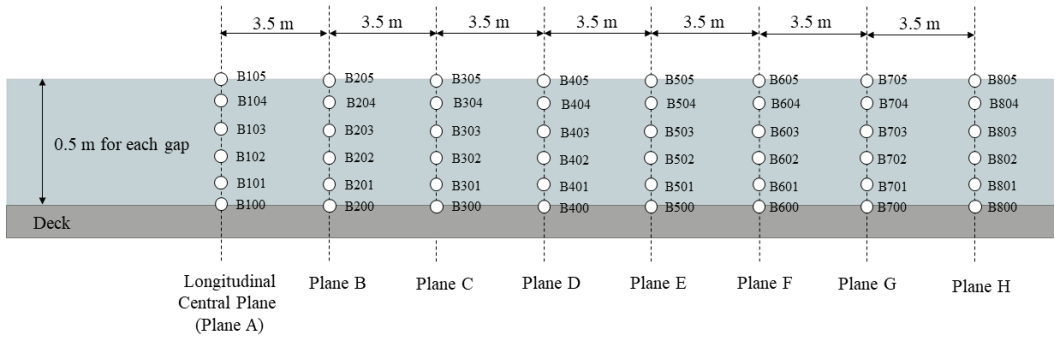 3.5 m 3.5 m 3.5 m 3.5 m 3.5 m 3.5 m 3.5 m
B105 B205 B305 B405 B505 B605 B705 B805
B104 B204 B304 B404 B504 B604 B704 B804
B103 B203 B303 B403 B503 B603 B703 B803
0.5 m for each gap
B102 B202 B302 B402 B502 B602 B702 B802
B101 B201 B301 B401 B501 B601 B701 B801
B100 B200 B300 B400 B500 B600 B700 B800
Deck
Longitudinal
Central Plane
(Plane A)
Plane B
Plane C
Plane D
Plane E
Plane F
Plane G
Plane H